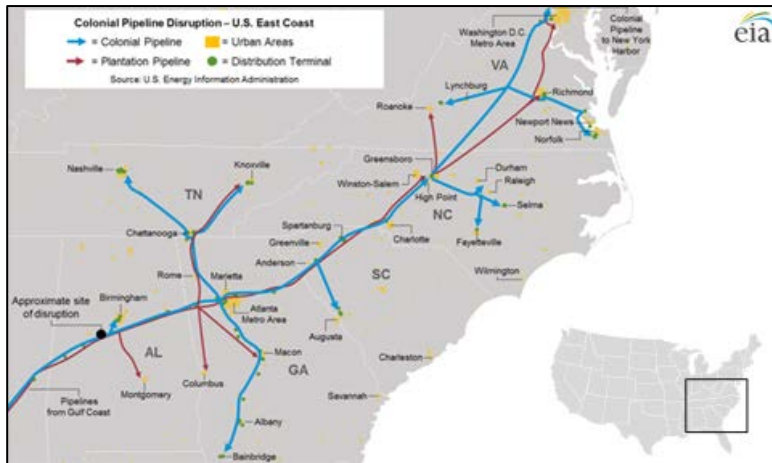 Colonial Pipeline Disruption – U.S. East Coast
= Colonial Pipeline
= Urban Areas
= Plantation Pipeline
= Distribution Terminal
Source: U.S. Energy Information Administration
Washington D.C.
Metro Area
Colonial
Pipeline
to New York
Harbor
eia
VA
Lynchburg
Richmond
Roanoke
Newport News
Norfolk
Greensboro
Nashville
Knoxville
Winston-Salem
Durham
Raleigh
High Point
TN
NC
Selma
Spartanburg
Chattanooga
Greenville
Charlotte
Fayetteville
Anderson
Rome
Marietta
SC
Wilmington
Approximate site
of disruption
Birmingham
Atlanta
Metro Area
Augusta
AL
Macon
Charleston
GA
Pipelines
from Gulf Coast
Montgomery
Columbus
Savannah
Albany
Bainbridge